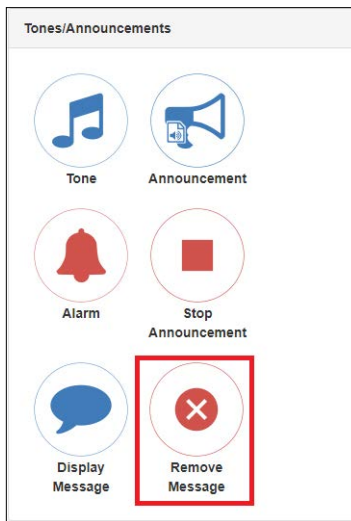 Tones/Announcements
Tone
Announcement
Alarm
Stop
Announcement
Display
Message
Remove
Message